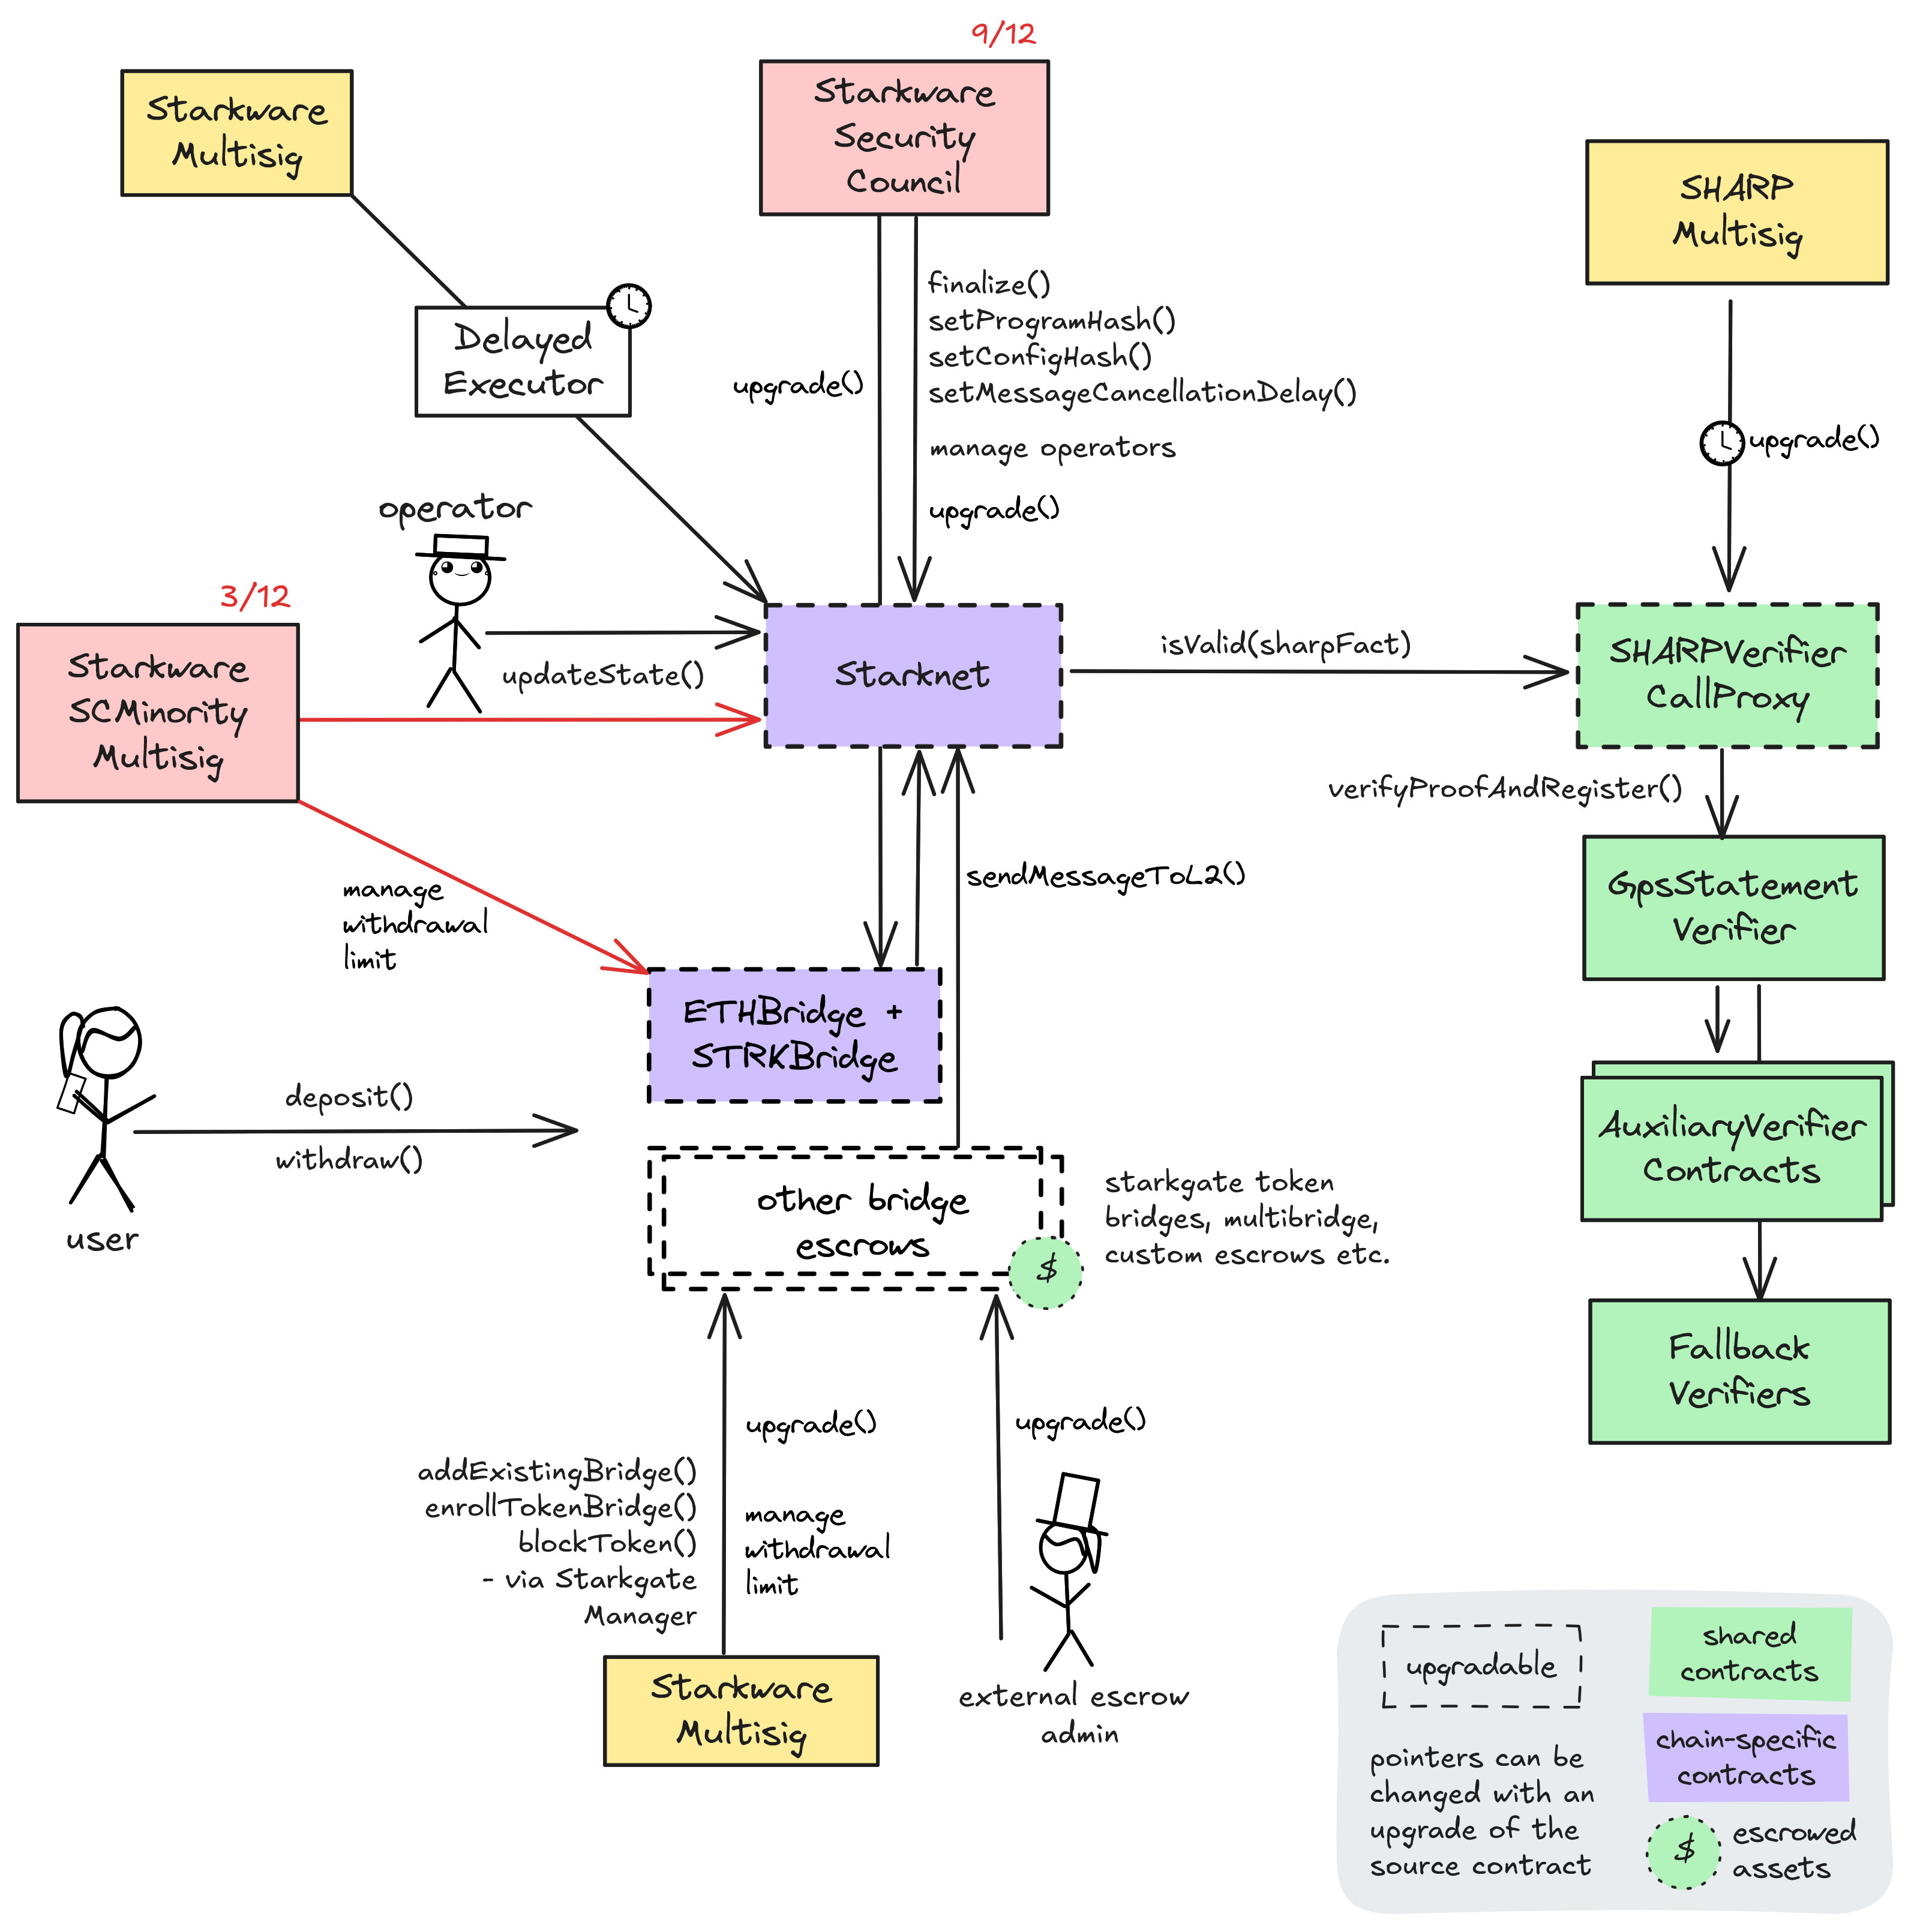 9/12
Starkware
Multisig
Starkware
Security
Council
SHARP
Multisig
Delayed
Executor
upgrade()
finalize()
setProgramHash()
setConfigHash()
setMessageCancellationDelay()
manage operators
upgrade()
upgrade()
operator
3/12
Starkware
SCMinority
Multisig
updateState()
Starknet
isValid(sharpFact)
SHARPVerifier
CallProxy
verifyProofAndRegister()
manage
withdrawal
limit
sendMessageToL2()
GpsStatement
Verifier
ETHBridge +
STRKBridge
deposit()
withdraw()
user
AuxiliaryVerifier
Contracts
other bridge
escrows
$
starkgate token
bridges, multibridge,
custom escrows etc.
Fallback
Verifiers
upgrade()
upgrade()
addExistingBridge()
enrollTokenBridge()
blockToken()
- via Starkgate
Manager
manage
withdrawal
limit
Starkware
Multisig
external escrow
admin
upgradable
shared
contracts
pointers can be
changed with an
upgrade of the
source contract
chain-specific
contracts
$
escrowed
assets